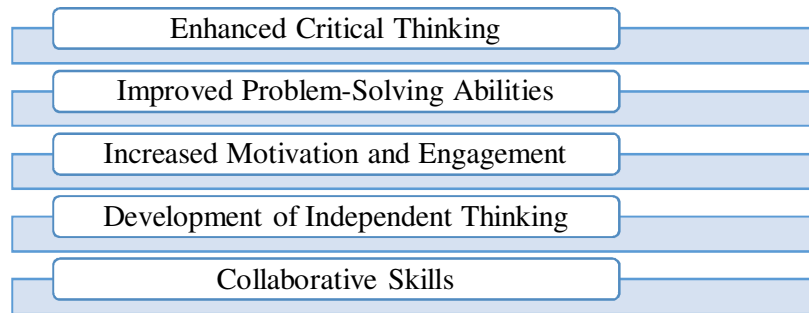 Enhanced Critical Thinking
Improved Problem-Solving Abilities
Increased Motivation and Engagement
Development of Independent Thinking
Collaborative Skills